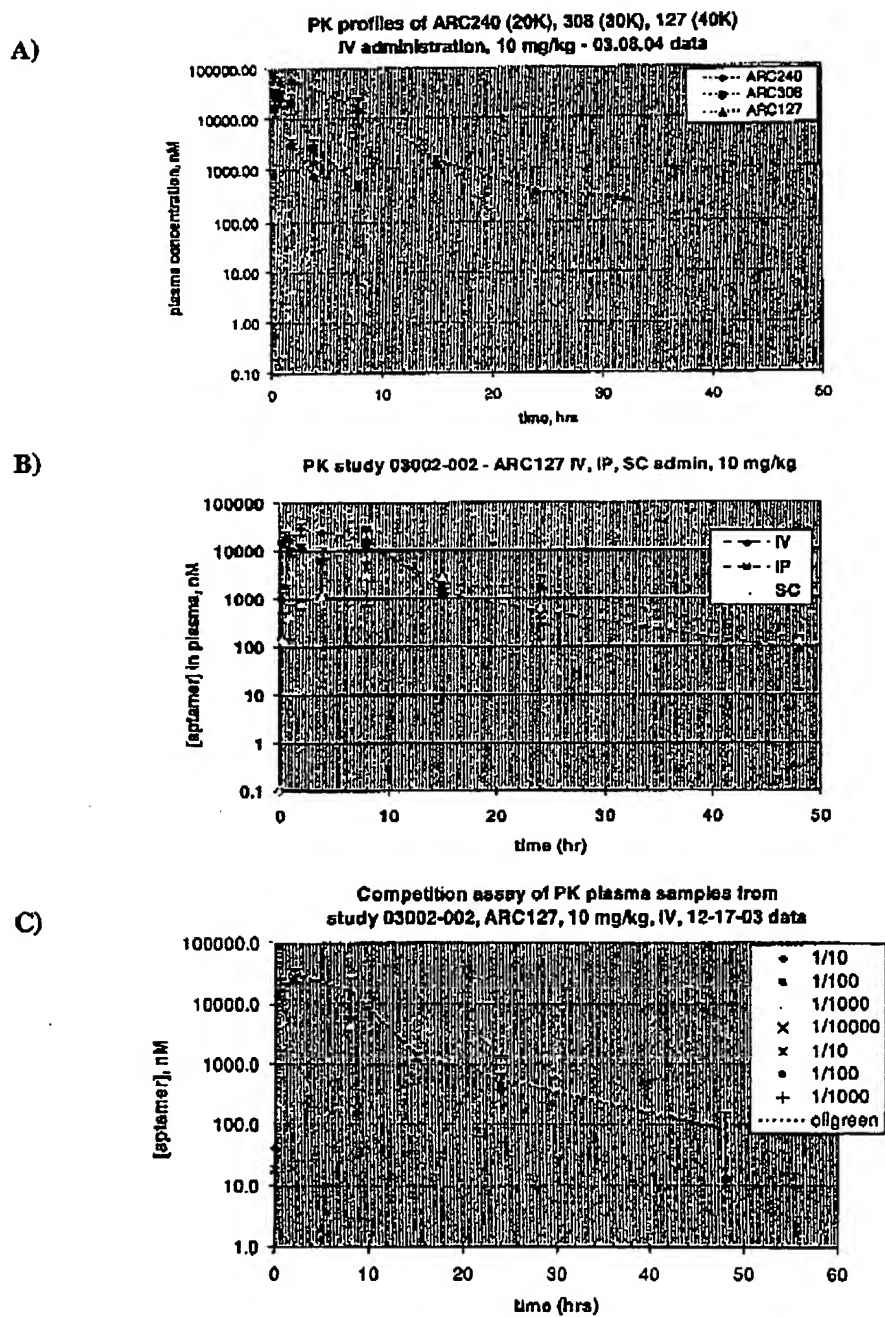 A)
PK profiles of ARC240 (20K), 308 (30K), 127 (40K)
IV administration, 10 mg/kg - 03.08.04 data
100000.00
10000.00
1000.00
100.00
10.00
1.00
0.10
plasma concentration, nM
ARC240
ARC308
ARC127
0 10 20 30 40 50
time, hrs
B)
PK study 03002-002 - ARC127 IV, IP, SC admin, 10 mg/kg
100000
10000
1000
100
10
1
0.1
[aptamer] in plasma, nM
IV
IP
SC
0 10 20 30 40 50
time (hr)
C)
Competition assay of PK plasma samples from
study 03002-002, ARC127, 10 mg/kg, IV, 12-17-03 data
100000.0
10000.0
1000.0
100.0
10.0
1.0
[aptamer], nM
1/10
1/100
1/1000
1/10000
1/10
1/100
1/1000
oligreen
0 10 20 30 40 50 60
time (hrs)